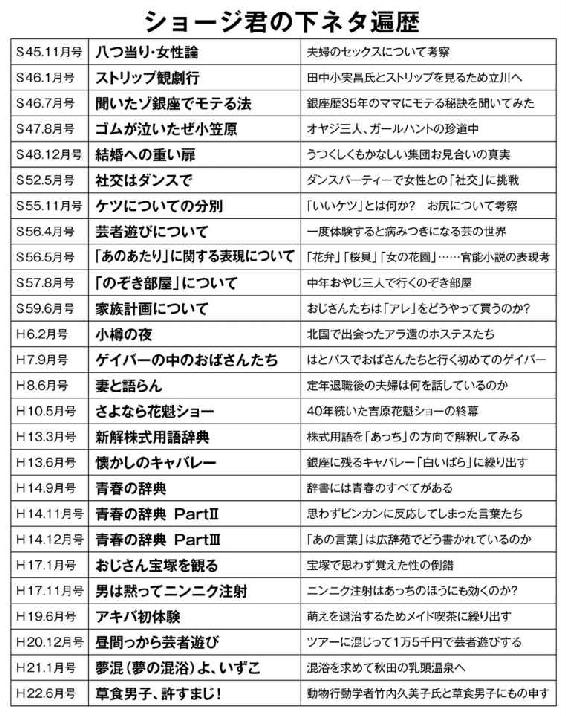 ショージ君の下ネタ遍歴
S45.11月号 八つ当り・女性論 夫婦のセックスについて考察
S46.1月号 ストリップ観劇行 田中小実昌氏とストリップを見るため立川へ
S46.7月号 聞いたゾ銀座でモテる法 銀座歴35年のママにモテる秘訣を聞いてみた
S47.8月号 ゴムが泣いたぜ小笠原 オヤジ三人、ガールハントの珍道中
S48.12月号 結婚への重い扉 うつくしくもかなしい集団お見合いの真実
S52.5月号 社交はダンスで ダンスパーティーで女性との「社交」に挑戦
S55.11月号 ケツについての分別 「いいケツ」とは何か? お尻について考察
S56.4月号 芸者遊びについて 一度体験すると病みつきになる芸の世界
S56.5月号 「あのあたり」に関する表現について 「花弁」「桜貝」「女の花園」……官能小説の表現考
S57.8月号 「のぞき部屋」について 中年おやじ三人で行くのぞき部屋
S59.6月号 家族計画について おじさんたちは「アレ」をどうやって買うのか?
H6.2月号 小樽の夜 北国で出会ったアラ還のホステスたち
H7.9月号 ゲイバーの中のおばさんたち はとバスでおばさんたちと行く初めてのゲイバー
H8.6月号 妻と語らん 定年退職後の夫婦は何を話しているのか
H10.5月号 さよなら花魁ショー 40年続いた吉原花魁ショーの終幕
H13.3月号 新解株式用語辞典 株式用語を「あっち」の方向で解釈してみる
H13.6月号 懐かしのキャバレー 銀座に残るキャバレー「白いばら」に繰り出す
H14.9月号 青春の辞典 辞書には青春のすべてがある
H14.11月号 青春の辞典 PartⅡ 思わずビンカンに反応してしまった言葉たち
H14.12月号 青春の辞典 PartⅢ 「あの言葉」は広辞苑でどう書かれているのか
H17.1月号 おじさん宝塚を観る 宝塚で思わず覚えた性の倒錯
H17.11月号 男は黙ってニンニク注射 ニンニク注射はあっちのほうにも効くのか?
H19.6月号 アキバ初体験 萌えを退治するためメイド喫茶に繰り出す
H20.12月号 昼間っから芸者遊び ツアーに混じって1万5千円で芸者遊びする
H21.1月号 夢混(夢の混浴)よ、いずこ 混浴を求めて秋田の乳頭温泉へ
H22.6月号 草食男子、許すまじ! 動物行動学者竹内久美子氏と草食男子にもの申す